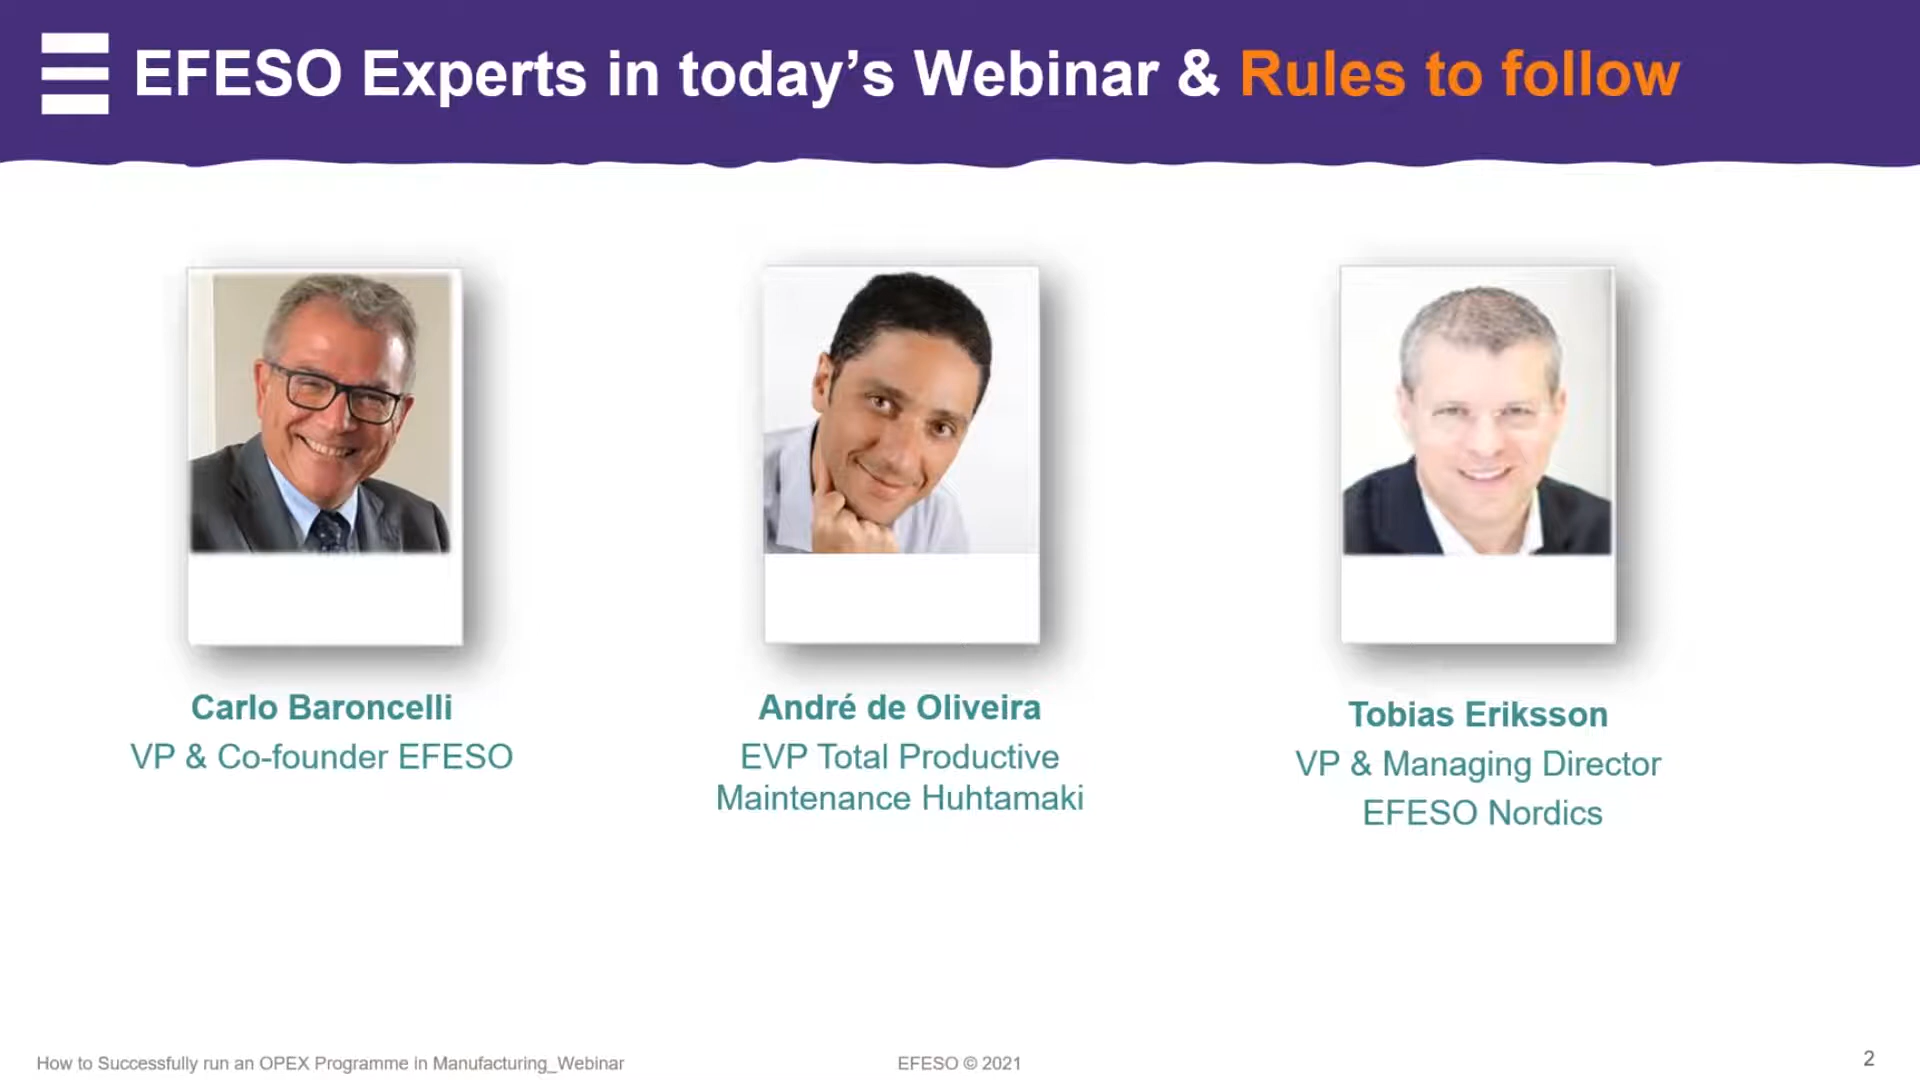 EFESO Experts in today’s Webinar & Rules to follow
Carlo Baroncelli
VP & Co-founder EFESO
André de Oliveira
EVP Total Productive
Maintenance Huhtamaki
Tobias Eriksson
VP & Managing Director
EFESO Nordics
How to Successfully run an OPEX Programme in Manufacturing_Webinar
EFESO © 2021
2